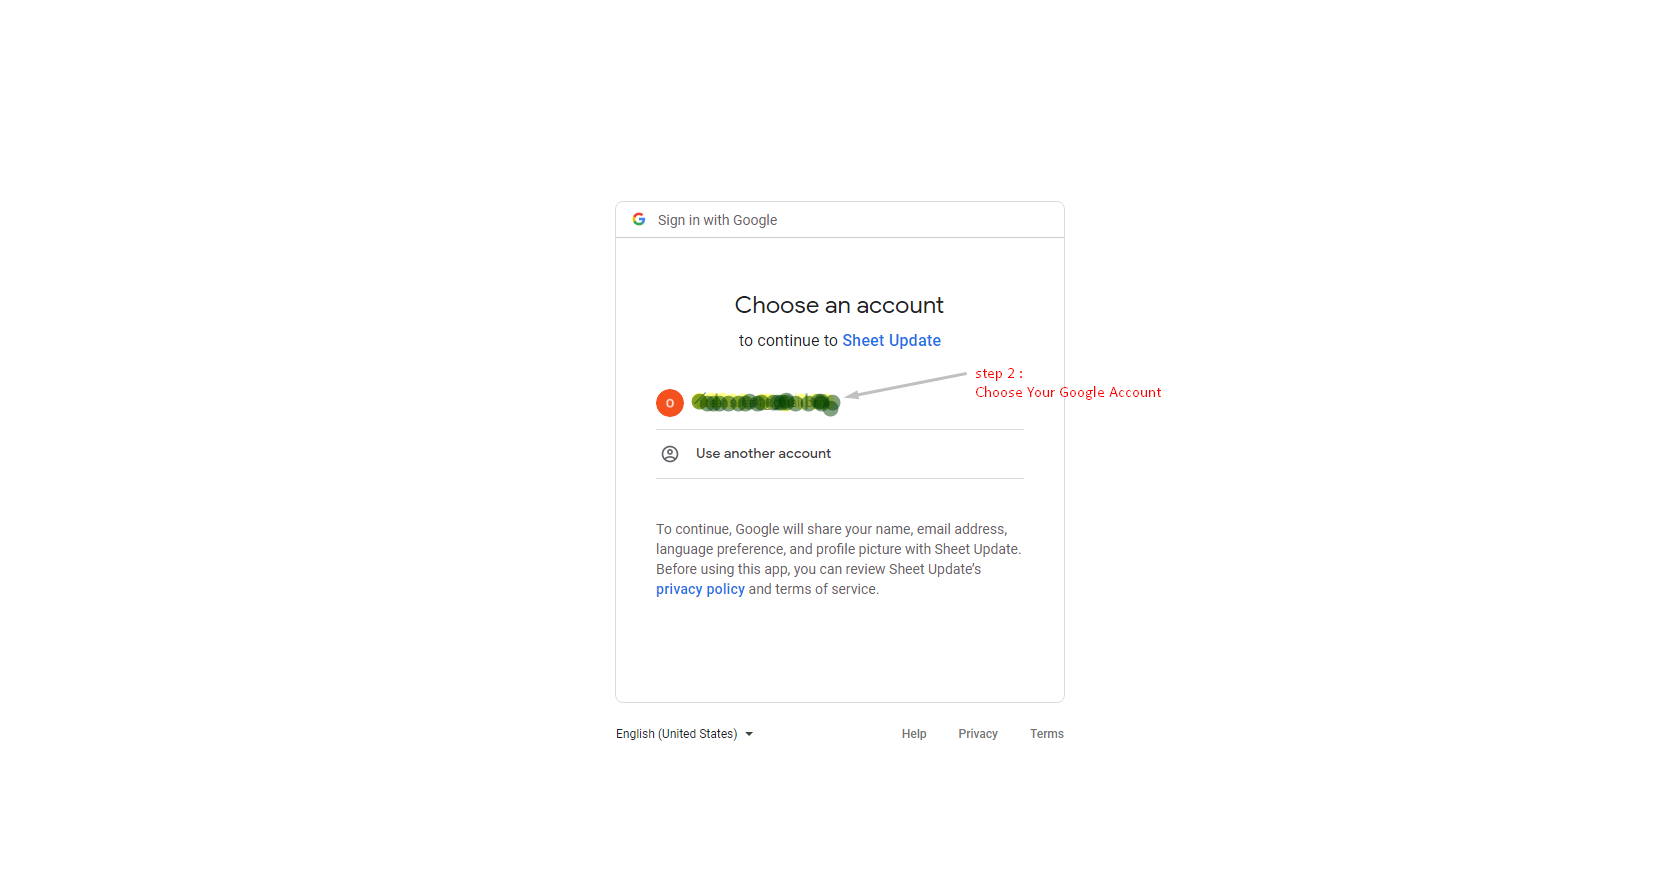 Sign in with Google
Choose an account
to continue to Sheet Update
step 2 :
Choose Your Google Account
O
Use another account
To continue, Google will share your name, email address,
language preference, and profile picture with Sheet Update.
Before using this app, you can review Sheet Update’s
privacy policy and terms of service.
English (United States)
Help Privacy Terms